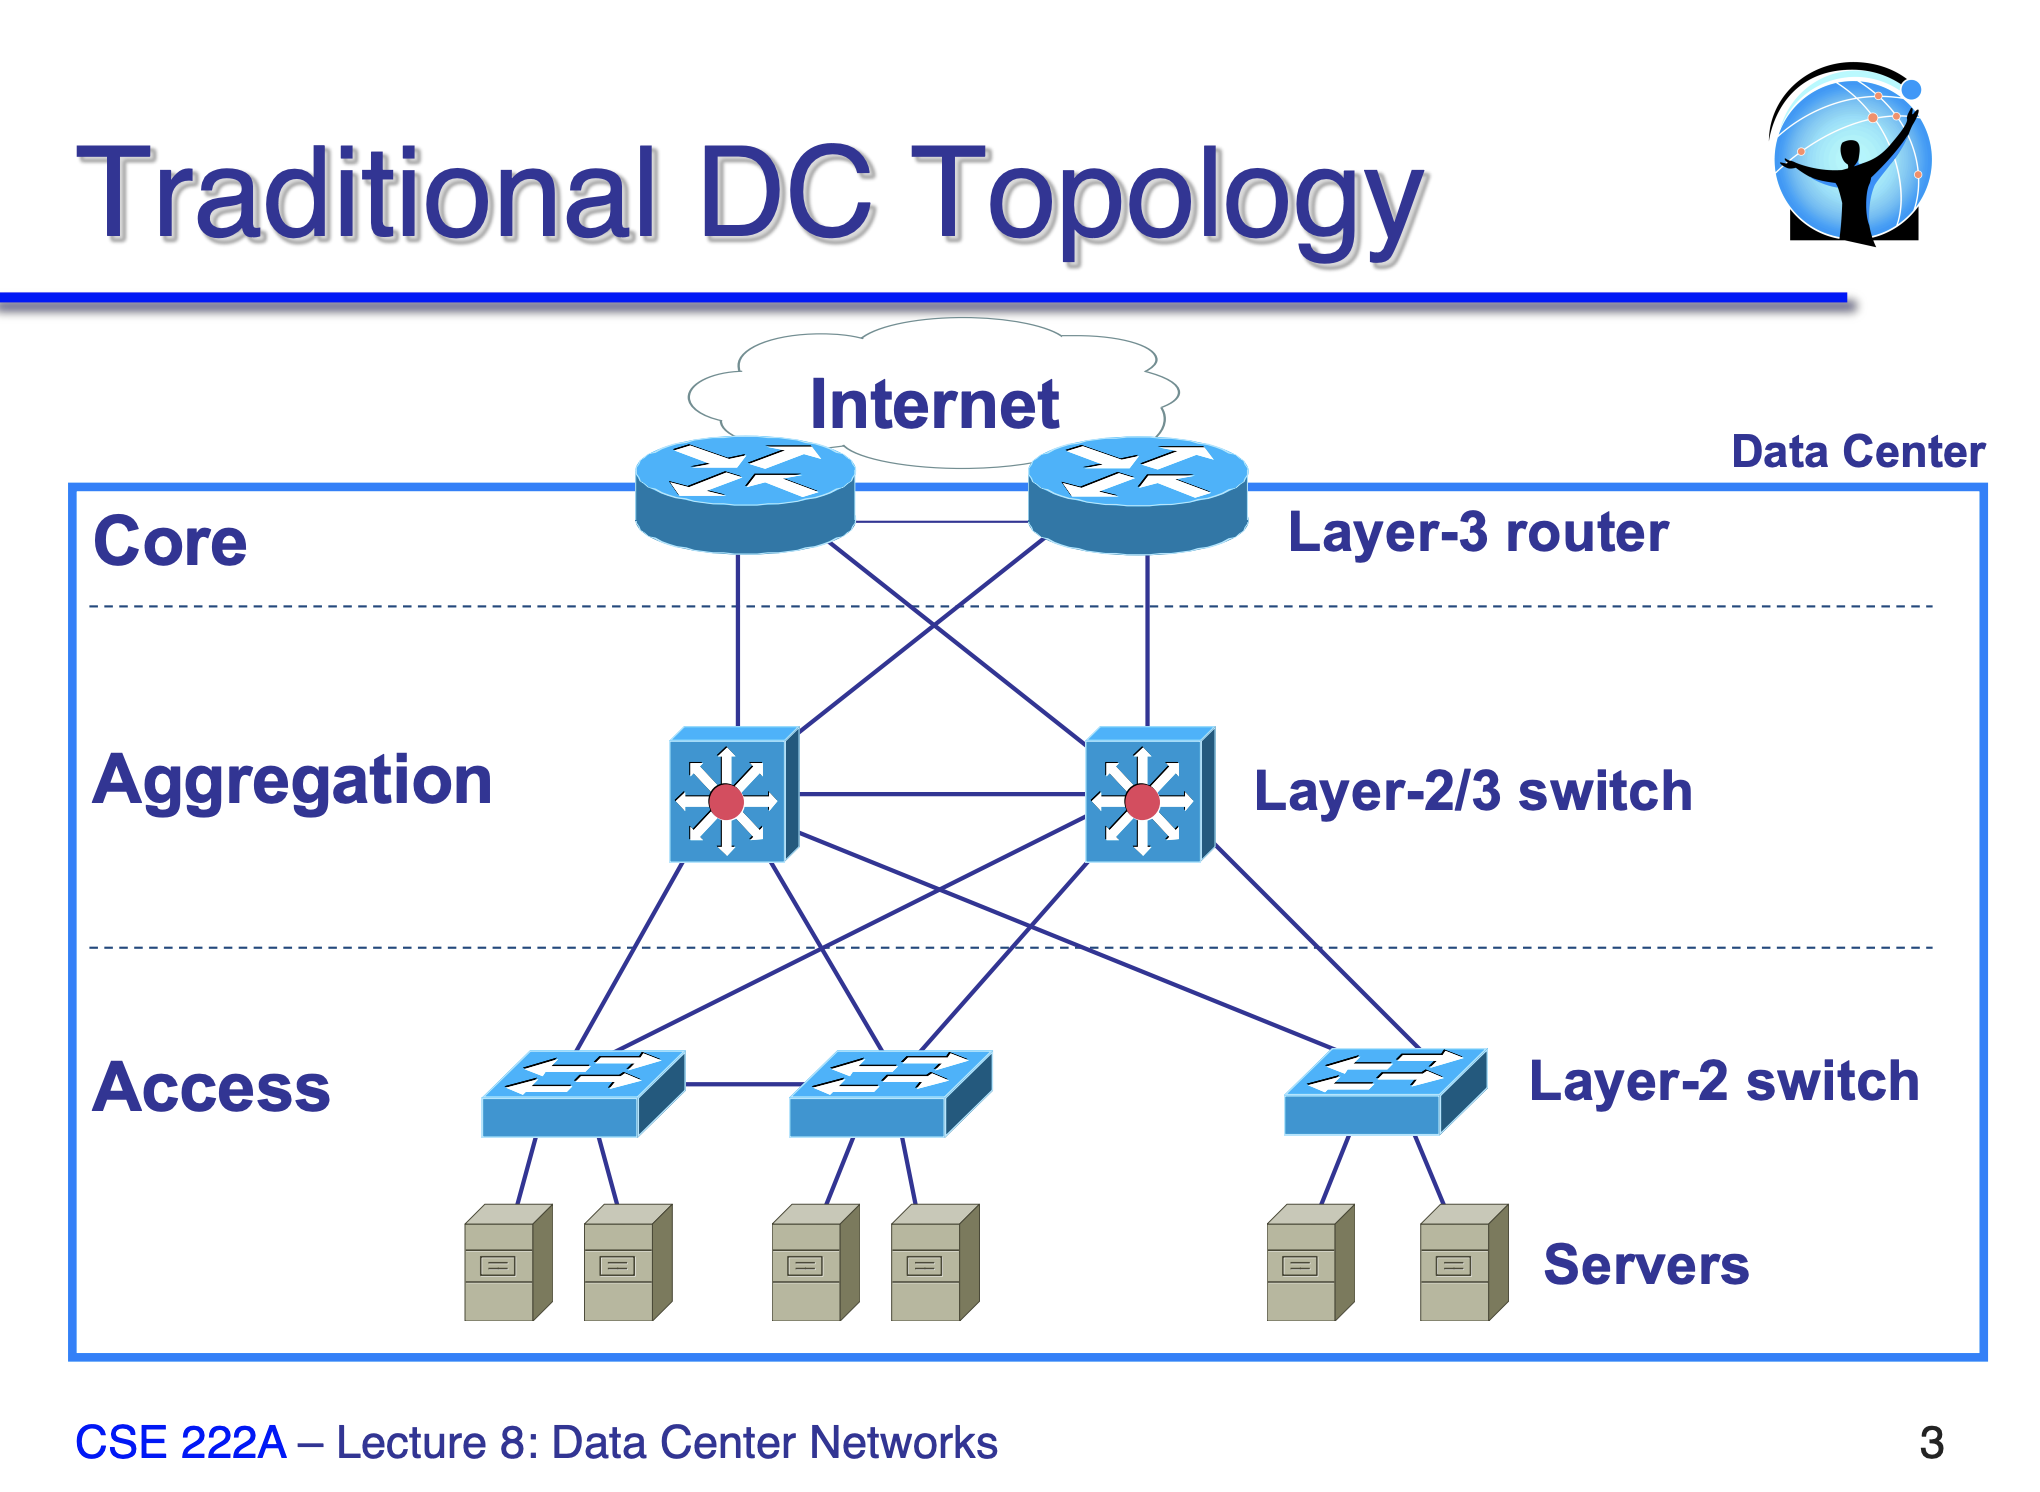 Traditional DC Topology
Internet
Data Center
Core
Layer-3 router
Aggregation
Layer-2/3 switch
Access
Layer-2 switch
Servers
CSE 222A – Lecture 8: Data Center Networks
3